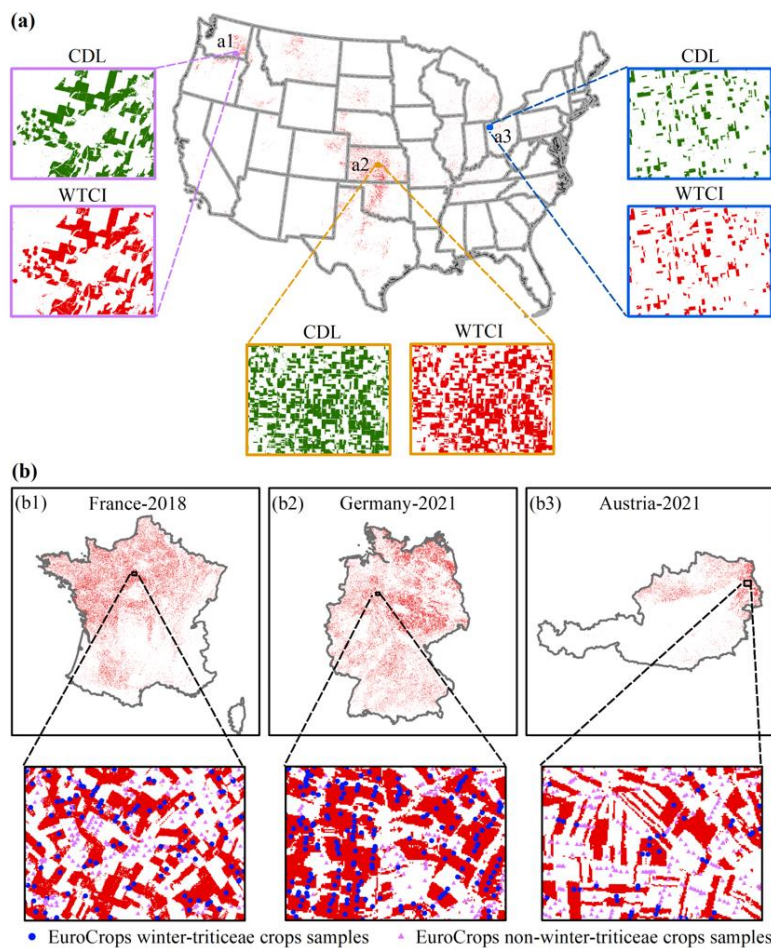 (a)
a1
CDL
CDL
a3
a2
WTCI
WTCI
CDL
WTCI
(b)
(b1) France-2018
(b2) Germany-2021
(b3) Austria-2021
EuroCrops winter-triticeae crops samples
EuroCrops non-winter-triticeae crops samples